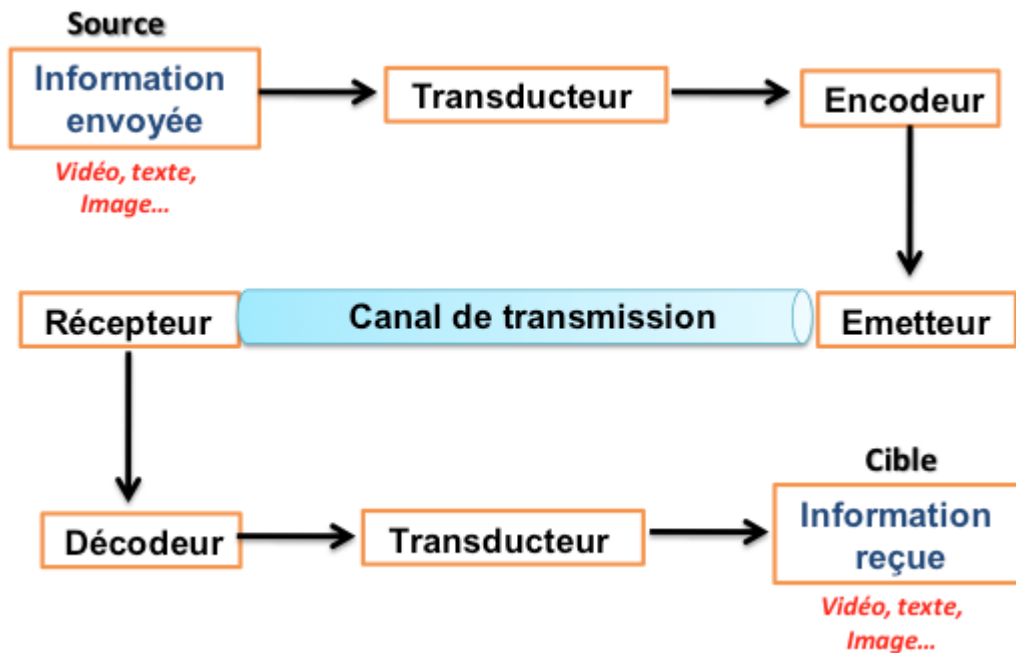 Source
Information
envoyée
Transducteur
Encodeur
Vidéo, texte,
Image...
Récepteur
Canal de transmission
Emetteur
Cible
Décodeur
Transducteur
Information
reçue
Vidéo, texte,
Image...